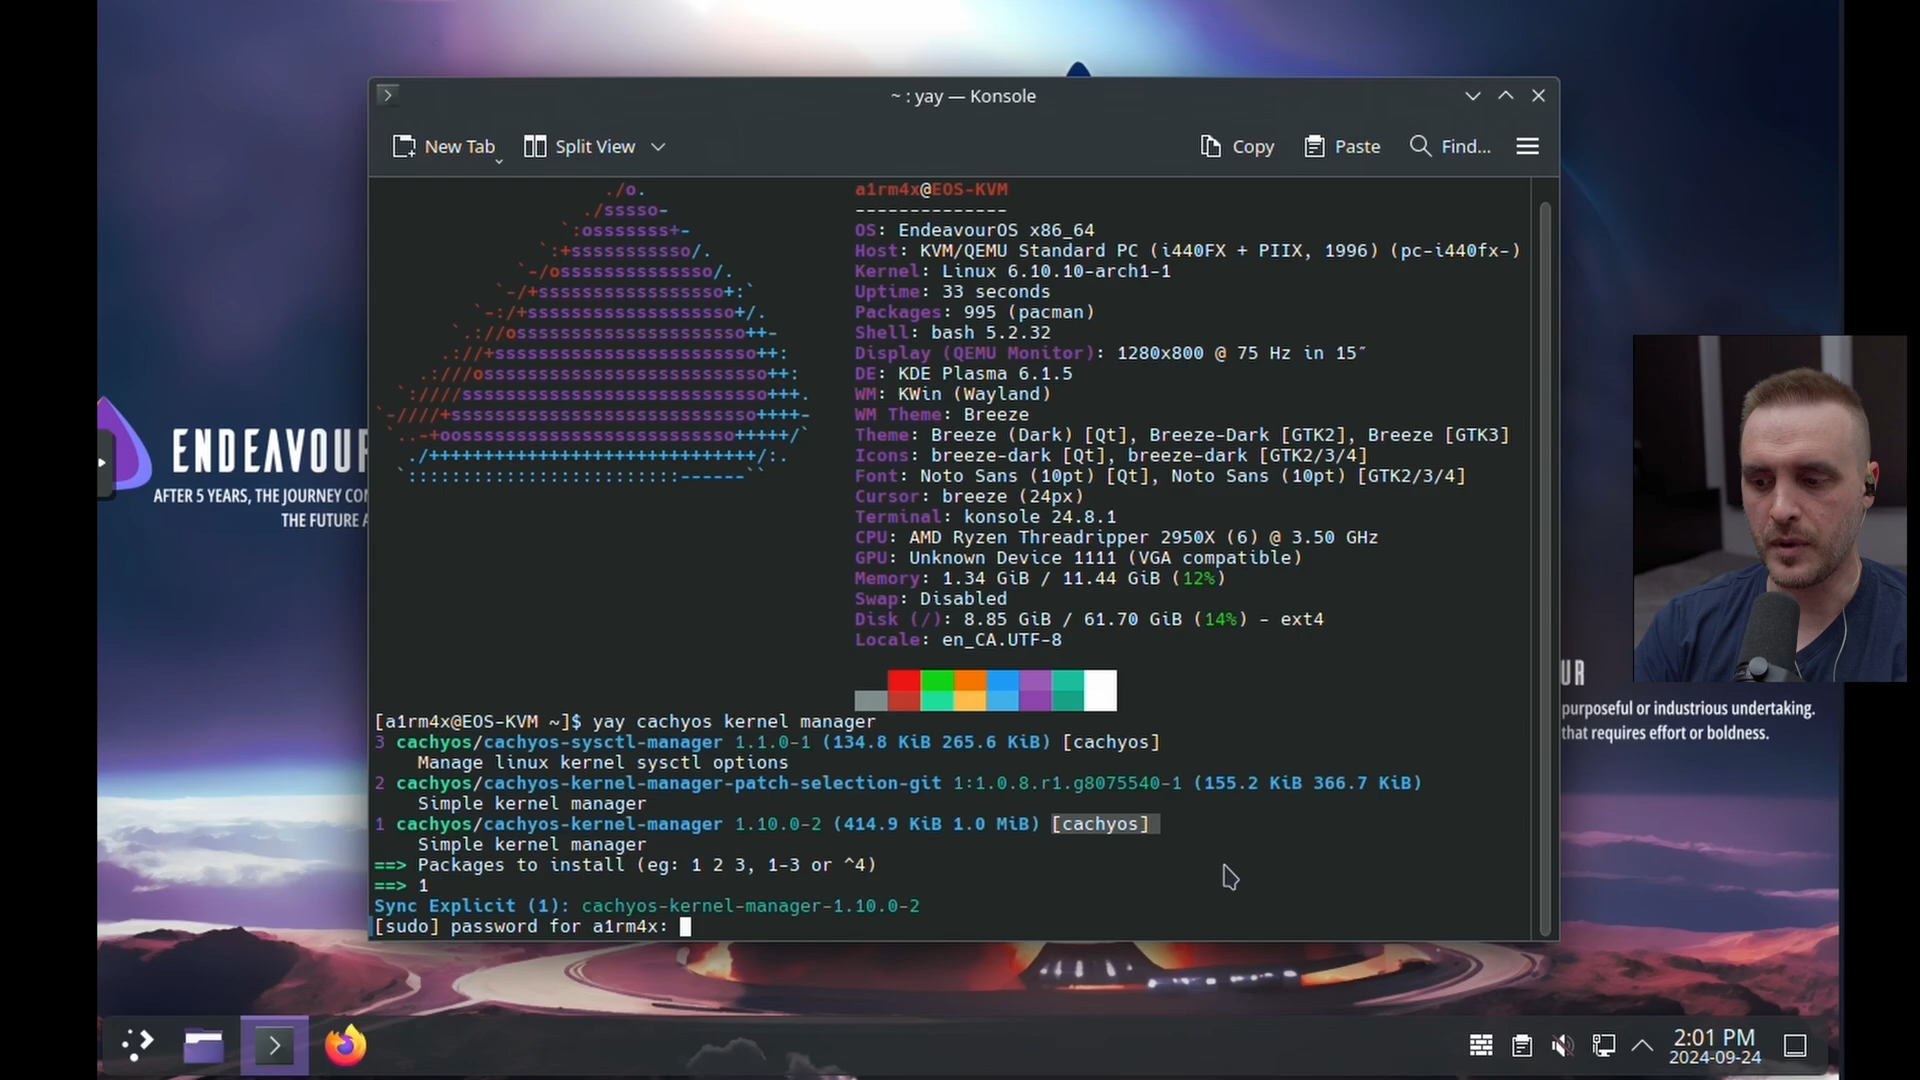 ~ : yay — Konsole
New Tab
Split View
Copy
Paste
Find...
./o.
./sssso-
`:osssssss+-
`:+sssssssssso/.
`-/ossssssssssssso/.
`-/+sssssssssssssssso+:`
`-:/+sssssssssssssssssso+/.
`.://osssssssssssssssssssso++-
.://+ssssssssssssssssssssssso++:
.:///ossssssssssssssssssssssssso++:
`:////ssssssssssssssssssssssssssso+++.
`-////+ssssssssssssssssssssssssssso++++-
`..-+oosssssssssssssssssssssssso+++++/`
./++++++++++++++++++++++++++++++/:.
`:::::::::::::::::::::::::------``
a1rm4x@EOS-KVM
--------------
OS: EndeavourOS x86_64
Host: KVM/QEMU Standard PC (i440FX + PIIX, 1996) (pc-i440fx-)
Kernel: Linux 6.10.10-arch1-1
Uptime: 33 seconds
Packages: 995 (pacman)
Shell: bash 5.2.32
Display (QEMU Monitor): 1280x800 @ 75 Hz in 15″
DE: KDE Plasma 6.1.5
WM: KWin (Wayland)
WM Theme: Breeze
Theme: Breeze (Dark) [Qt], Breeze-Dark [GTK2], Breeze [GTK3]
Icons: breeze-dark [Qt], breeze-dark [GTK2/3/4]
Font: Noto Sans (10pt) [Qt], Noto Sans (10pt) [GTK2/3/4]
Cursor: breeze (24px)
Terminal: konsole 24.8.1
CPU: AMD Ryzen Threadripper 2950X (6) @ 3.50 GHz
GPU: Unknown Device 1111 (VGA compatible)
Memory: 1.34 GiB / 11.44 GiB (12%)
Swap: Disabled
Disk (/): 8.85 GiB / 61.70 GiB (14%) - ext4
Locale: en_CA.UTF-8
[a1rm4x@EOS-KVM ~]$ yay cachyos kernel manager
3 cachyos/cachyos-sysctl-manager 1.1.0-1 (134.8 KiB 265.6 KiB) [cachyos]
Manage linux kernel sysctl options
2 cachyos/cachyos-kernel-manager-patch-selection-git 1:1.0.8.r1.g8075540-1 (155.2 KiB 366.7 KiB)
Simple kernel manager
1 cachyos/cachyos-kernel-manager 1.10.0-2 (414.9 KiB 1.0 MiB) [cachyos]
Simple kernel manager
==> Packages to install (eg: 1 2 3, 1-3 or ^4)
==> 1
Sync Explicit (1): cachyos-kernel-manager-1.10.0-2
[sudo] password for a1rm4x:
ENDEAVOUR
AFTER 5 YEARS, THE JOURNEY
THE FUTURE
UR
purposeful or industrious undertaking.
that requires effort or boldness.
2:01 PM
2024-09-24